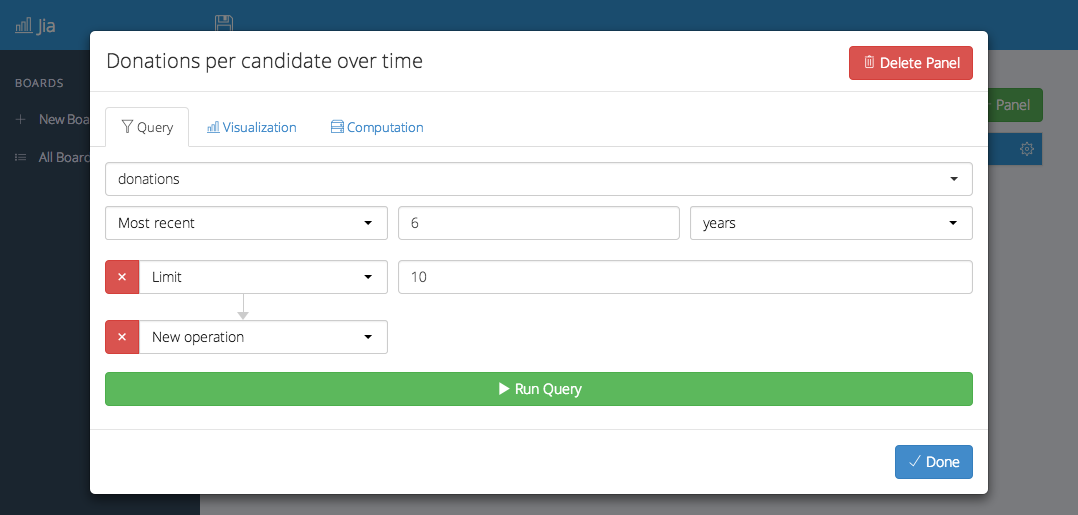 Jia
Donations per candidate over time
Delete Panel
BOARDS
New Boa
Panel
Query
Visualization
Computation
All Board
donations
Most recent
6
years
Limit
10
New operation
Run Query
Done